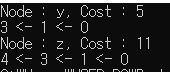 Node : y, Cost : 5
3 <- 1 <- 0
Node : z, Cost : 11
4 <- 3 <- 1 <- 0